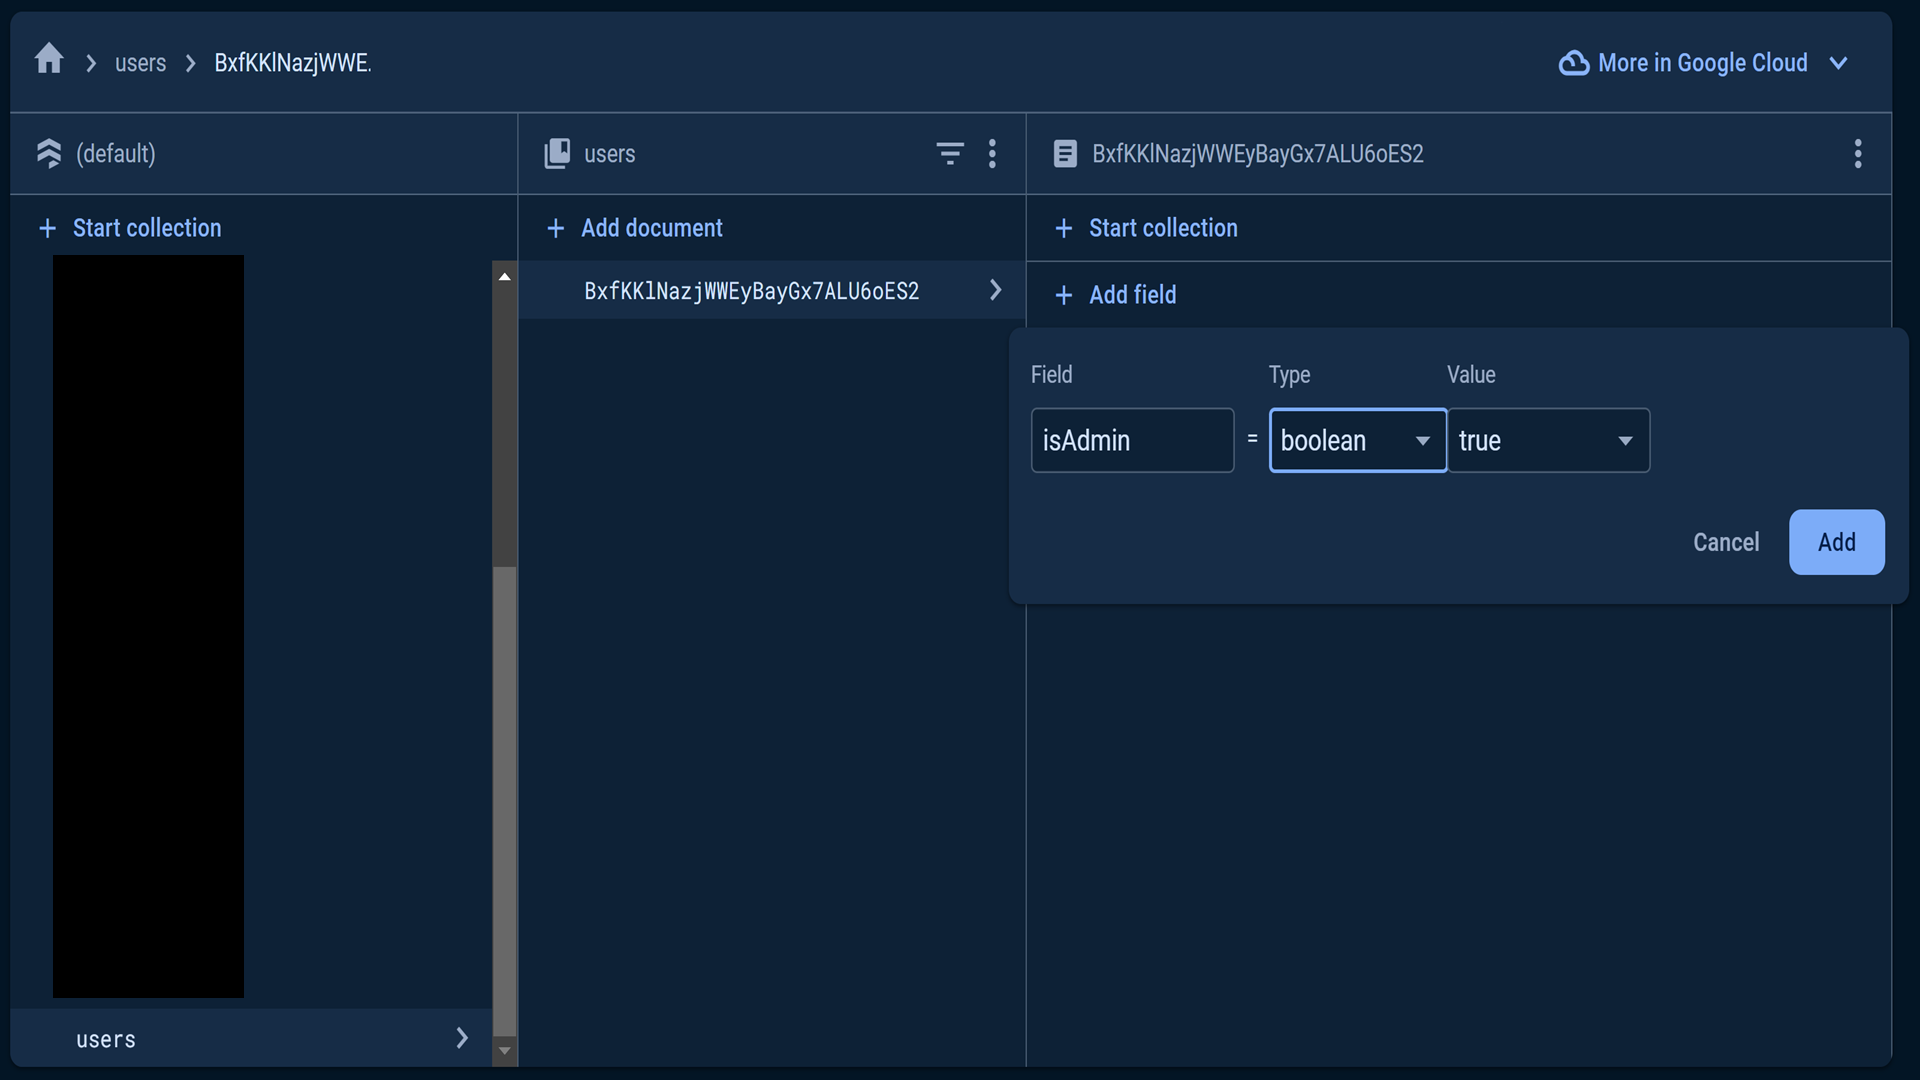 users
BxfKKlNazjWWE.
More in Google Cloud
(default)
users
BxfKKlNazjWWEyBayGx7ALU6oES2
Start collection
Add document
Start collection
BxfKKlNazjWWEyBayGx7ALU6oES2
Add field
Field
Type
Value
isAdmin
=
boolean
true
Cancel
Add
users